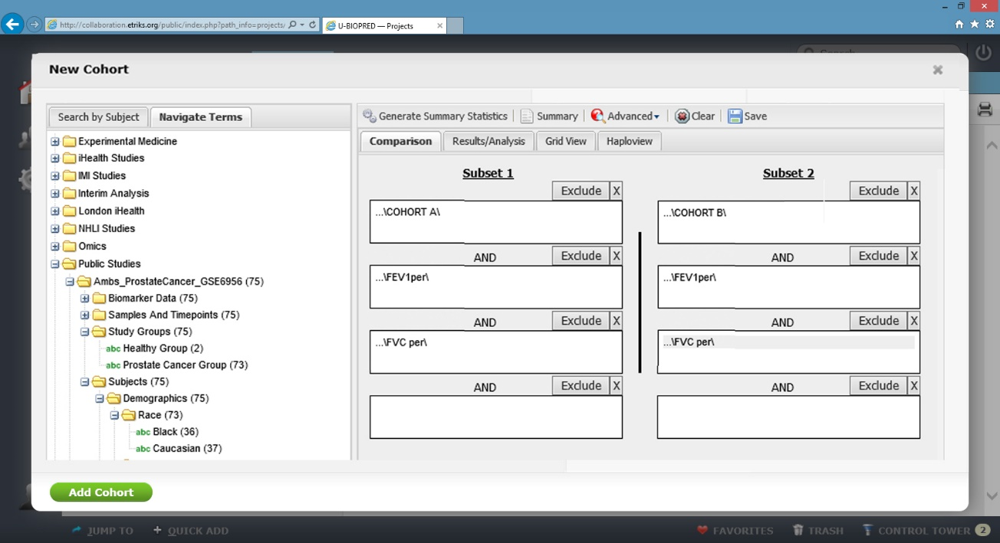 http://collaboration.etriks.org/public/index.php?path_info=projects/
U-BIOPRED — Projects
New Cohort
Search by Subject
Navigate Terms
Generate Summary Statistics
Summary
Advanced
Clear
Save
Comparison
Results/Analysis
Grid View
Haploview
Experimental Medicine
iHealth Studies
IMI Studies
Interim Analysis
London iHealth
NHLI Studies
Omics
Public Studies
Ambs_ProstateCancer_GSE6956 (75)
Biomarker Data (75)
Samples And Timepoints (75)
Study Groups (75)
abc Healthy Group (2)
abc Prostate Cancer Group (73)
Subjects (75)
Demographics (75)
Race (73)
abc Black (36)
abc Caucasian (37)
Subset 1
Exclude X
...\COHORT A\
AND Exclude X
...\FEV1per\
AND Exclude X
...\FVC per\
AND Exclude X
Subset 2
Exclude X
...\COHORT B\
AND Exclude X
...\FEV1per\
AND Exclude X
...\FVC per\
AND Exclude X
Add Cohort
JUMP TO
QUICK ADD
FAVORITES
TRASH
CONTROL TOWER 2